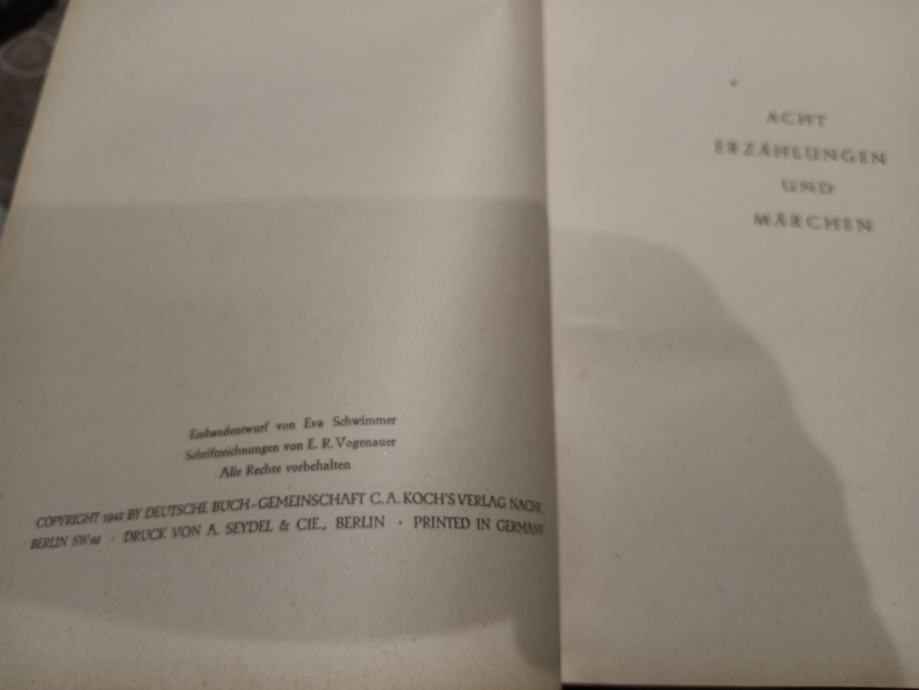 Einbandentwurf von Eva Schwimmer
Schriftzeichnungen von E. R. Vogenauer
Alle Rechte vorbehalten
COPYRIGHT 1942 BY DEUTSCHE BUCH-GEMEINSCHAFT C. A. KOCH'S VERLAG NACHF.
BERLIN SW 68 · DRUCK VON A. SEYDEL & CIE., BERLIN · PRINTED IN GERMANY
ACHT
ERZÄHLUNGEN
UND
MÄRCHEN